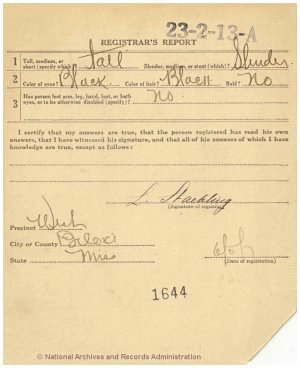 23-2-13-A
REGISTRAR'S REPORT
1 Tall, medium, or short (specify which)? Tall Slender, medium, or stout (which)? Slender
2 Color of eyes? Black Color of hair? Black Bald? No
3 Has person lost arm, leg, hand, foot, or both eyes, or is he otherwise disabled (specify)? No.
I certify that my answers are true, that the person registered has read his own
answers, that I have witnessed his signature, and that all of his answers of which I have
knowledge are true, except as follows:
(Signature of registrar)
Precinct West
City or County Biloxi
State Miss
(Date of registration)
1644
© National Archives and Records Administration